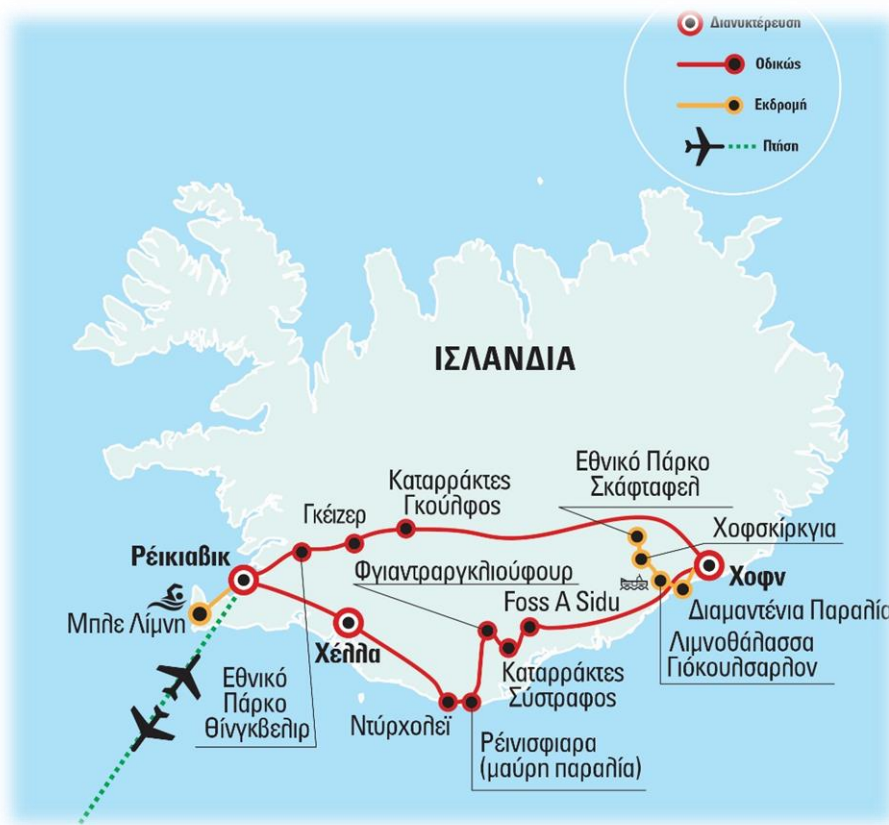 Διανυκτέρευση
Οδικώς
Εκδρομή
Πτήση
ΙΣΛΑΝΔΙΑ
Εθνικό Πάρκο
Σκάφταφελ
Καταρράκτες
Γκούλφος
Γκέιζερ
Χοφσκίρκγια
Ρέικιαβικ
Φγιαντραργκλιούφουρ
Χοφν
Foss A Sidu
Διαμαντένια Παραλία
Μπλε Λίμνη
Λιμνοθάλασσα
Γιόκουλσαρλον
Χέλλα
Καταρράκτες
Σύστραφος
Εθνικό
Πάρκο
Θίνγκβελιρ
Ντύρχολεϊ
Ρέινισφιαρα
(μαύρη παραλία)